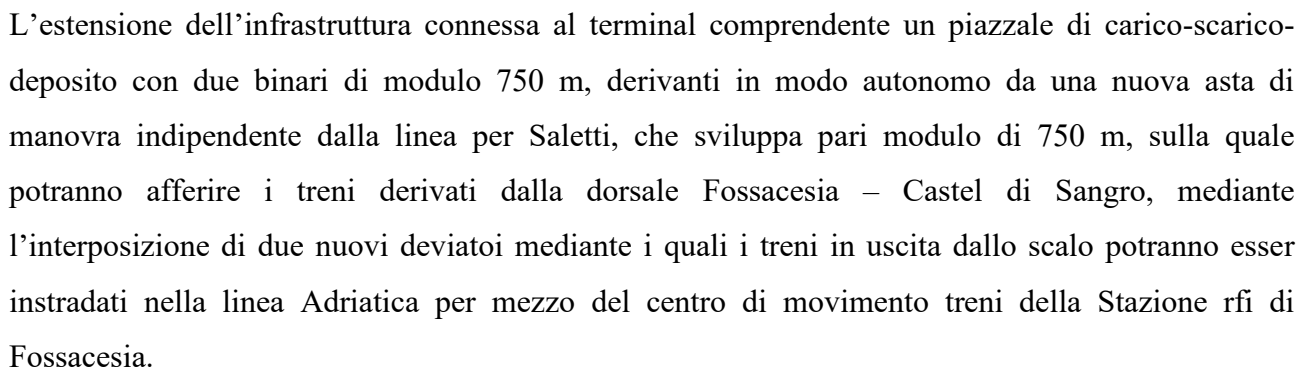 L’estensione dell’infrastruttura connessa al terminal comprendente un piazzale di carico-scarico-
deposito con due binari di modulo 750 m, derivanti in modo autonomo da una nuova asta di
manovra indipendente dalla linea per Saletti, che sviluppa pari modulo di 750 m, sulla quale
potranno afferire i treni derivati dalla dorsale Fossacesia – Castel di Sangro, mediante
l’interposizione di due nuovi deviatoi mediante i quali i treni in uscita dallo scalo potranno esser
instradati nella linea Adriatica per mezzo del centro di movimento treni della Stazione rfi di
Fossacesia.